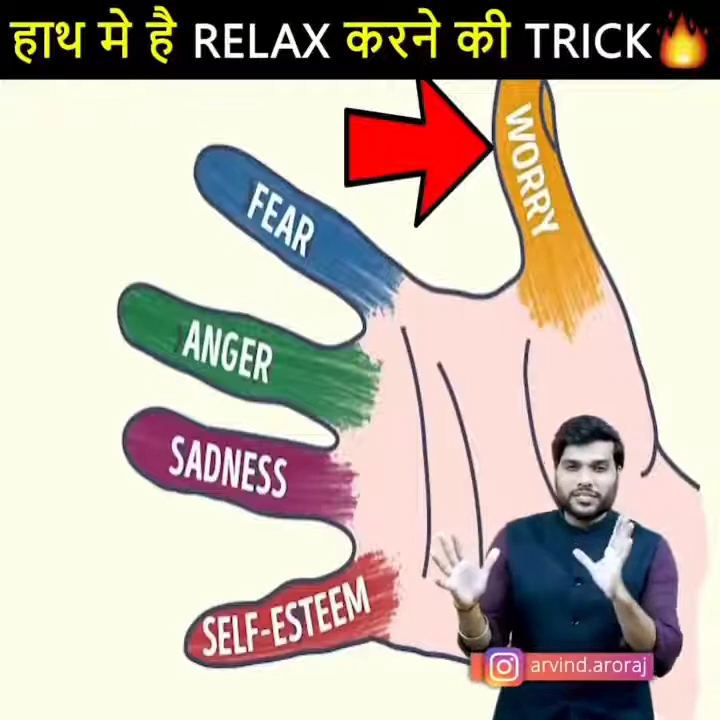 हाथ मे है RELAX करने की TRICK🔥
WORRY
FEAR
ANGER
SADNESS
SELF-ESTEEM
arvind.aroraj